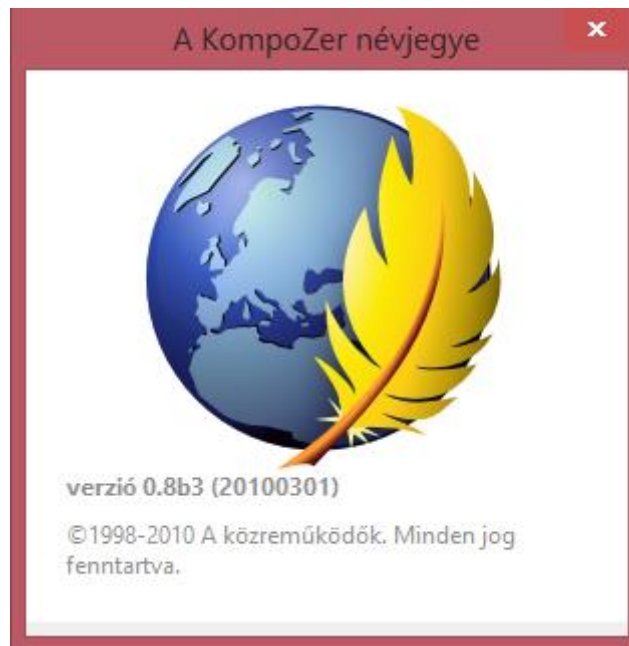 A KompoZer névjegye
verzió 0.8b3 (20100301)
©1998-2010 A közreműködők. Minden jog
fenntartva.